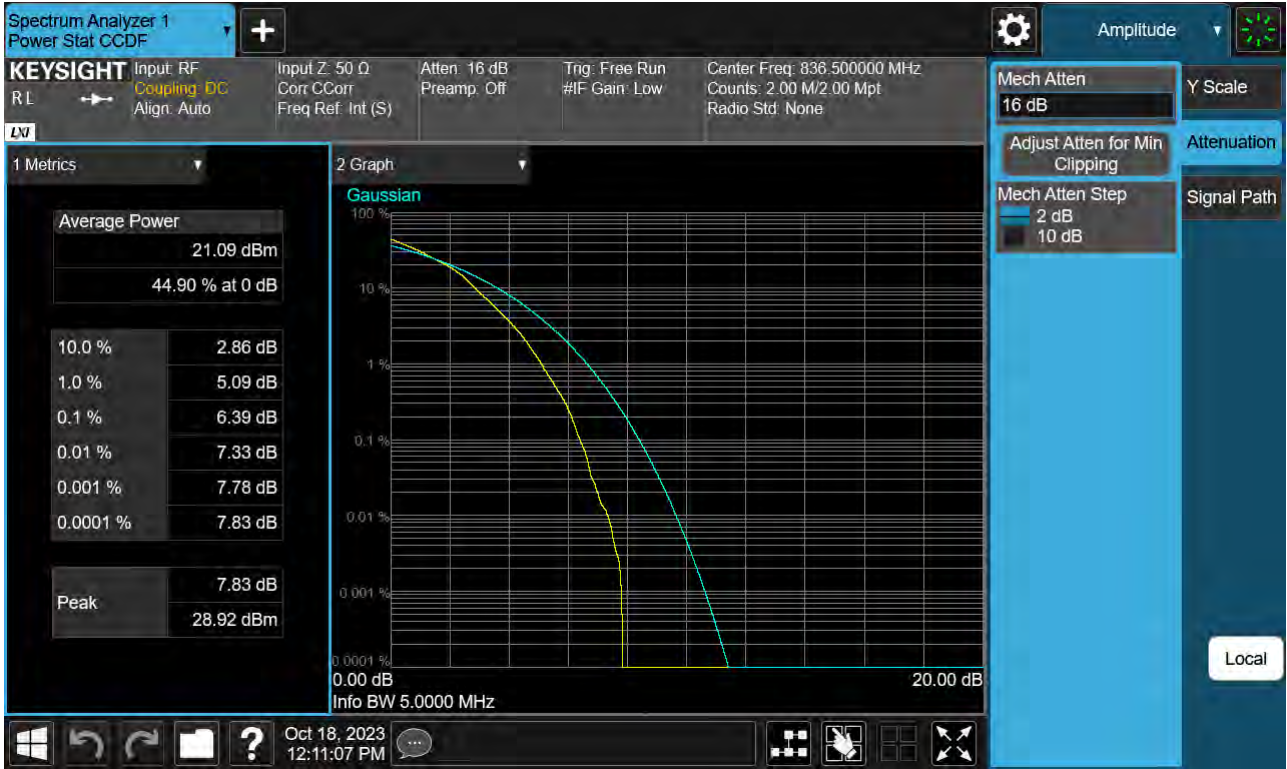 Spectrum Analyzer 1
Power Stat CCDF
Amplitude
KEYSIGHT
R L
LXI
Input: RF
Coupling: DC
Align: Auto
Input Z: 50 Ω
Corr CCorr
Freq Ref: Int (S)
Atten: 16 dB
Preamp: Off
Trig: Free Run
#IF Gain: Low
Center Freq: 836.500000 MHz
Counts: 2.00 M/2.00 Mpt
Radio Std: None
1 Metrics
Average Power
21.09 dBm
44.90 % at 0 dB
10.0 % 2.86 dB
1.0 % 5.09 dB
0.1 % 6.39 dB
0.01 % 7.33 dB
0.001 % 7.78 dB
0.0001 % 7.83 dB
Peak
7.83 dB
28.92 dBm
2 Graph
Gaussian
100 %
10 %
1 %
0.1 %
0.01 %
0.001 %
0.0001 %
0.00 dB 20.00 dB
Info BW 5.0000 MHz
Mech Atten
16 dB
Adjust Atten for Min
Clipping
Mech Atten Step
2 dB
10 dB
Y Scale
Attenuation
Signal Path
Local
?
Oct 18, 2023
12:11:07 PM